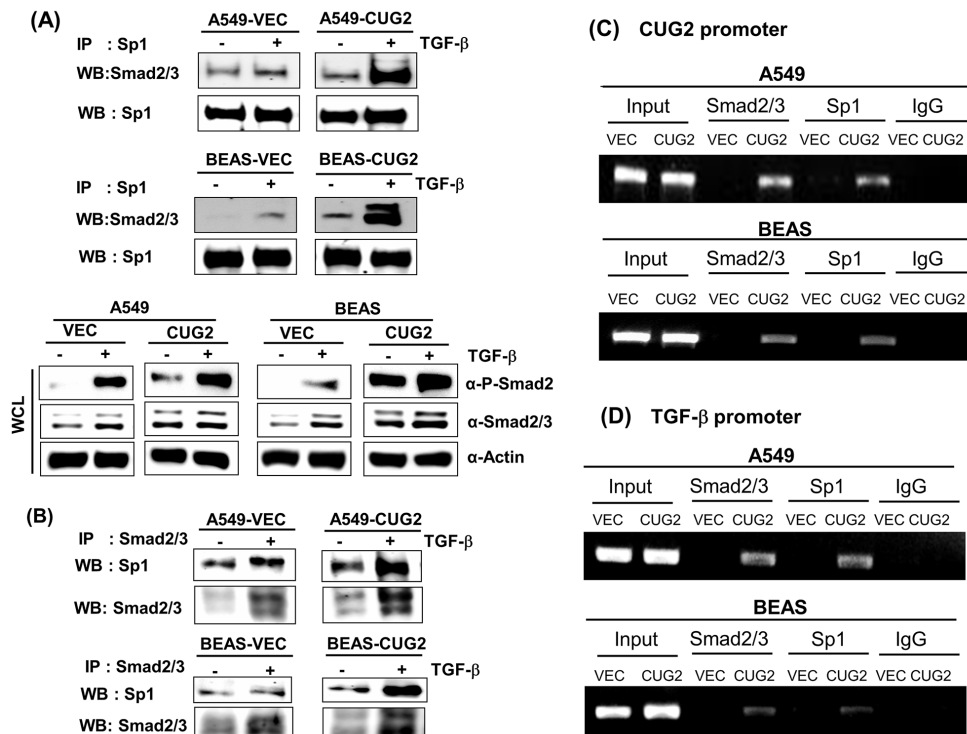 (A)
A549-VEC A549-CUG2
IP : Sp1 - + - + TGF-β
WB:Smad2/3
WB : Sp1
BEAS-VEC BEAS-CUG2
IP : Sp1 - + - + TGF-β
WB:Smad2/3
WB : Sp1
A549 BEAS
VEC CUG2 VEC CUG2
- + - + - + - + TGF-β
WCL
α-P-Smad2
α-Smad2/3
α-Actin
(B)
A549-VEC A549-CUG2
IP : Smad2/3 - + - + TGF-β
WB : Sp1
WB: Smad2/3
BEAS-VEC BEAS-CUG2
IP : Smad2/3 - + - + TGF-β
WB : Sp1
WB: Smad2/3
(C) CUG2 promoter
A549
Input Smad2/3 Sp1 IgG
VEC CUG2 VEC CUG2 VEC CUG2 VEC CUG2
BEAS
Input Smad2/3 Sp1 IgG
VEC CUG2 VEC CUG2 VEC CUG2 VEC CUG2
(D) TGF-β promoter
A549
Input Smad2/3 Sp1 IgG
VEC CUG2 VEC CUG2 VEC CUG2 VEC CUG2
BEAS
Input Smad2/3 Sp1 IgG
VEC CUG2 VEC CUG2 VEC CUG2 VEC CUG2